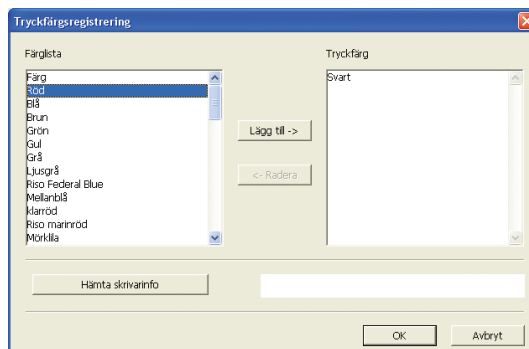 Tryckfärgsregistrering
Färglista
Tryckfärg
Färg
Röd
Blå
Brun
Grön
Gul
Grå
Ljusgrå
Riso Federal Blue
Mellanblå
klarröd
Riso marinröd
Mörklila
Svart
Lägg till ->
<- Radera
Hämta skrivarinfo
OK
Avbryt